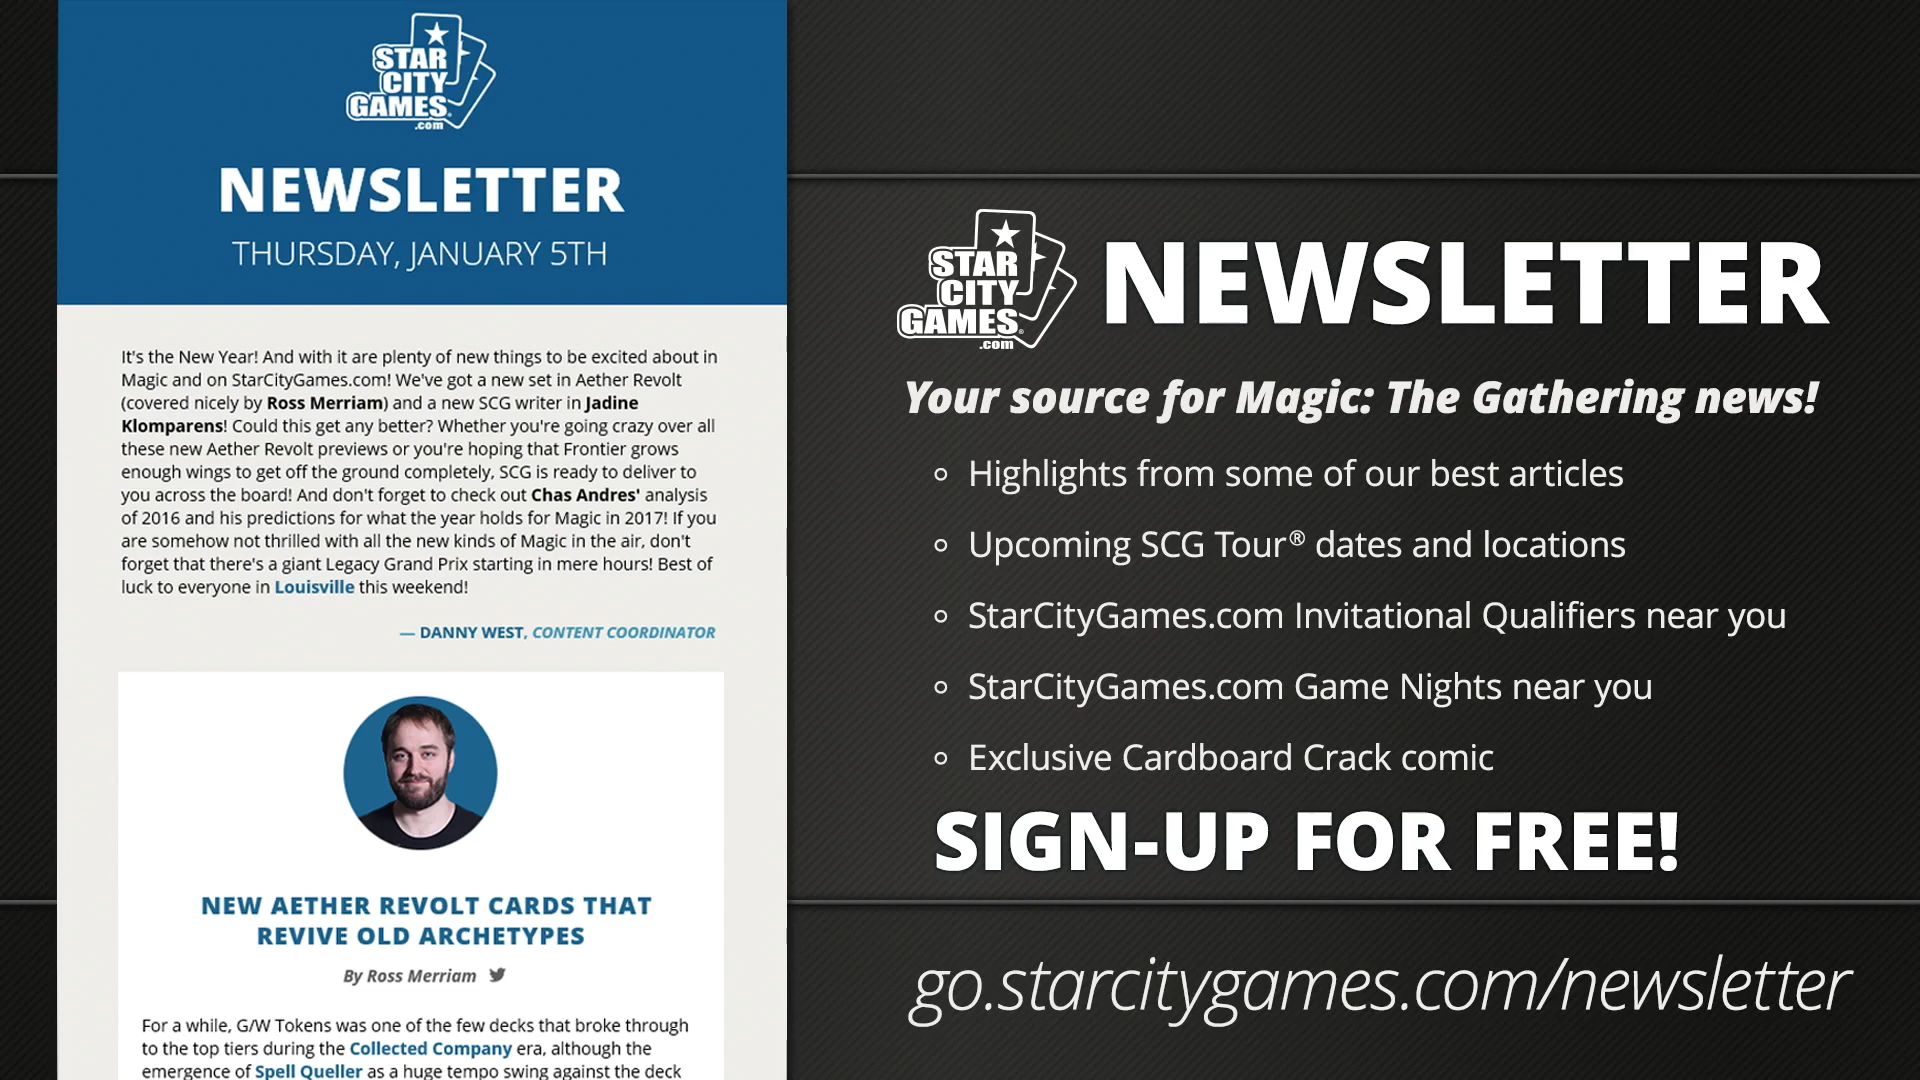 STAR
CITY
GAMES®
.com
NEWSLETTER
THURSDAY, JANUARY 5TH
It's the New Year! And with it are plenty of new things to be excited about in
Magic and on StarCityGames.com! We've got a new set in Aether Revolt
(covered nicely by Ross Merriam) and a new SCG writer in Jadine
Klomparens! Could this get any better? Whether you're going crazy over all
these new Aether Revolt previews or you're hoping that Frontier grows
enough wings to get off the ground completely, SCG is ready to deliver to
you across the board! And don't forget to check out Chas Andres' analysis
of 2016 and his predictions for what the year holds for Magic in 2017! If you
are somehow not thrilled with all the new kinds of Magic in the air, don't
forget that there's a giant Legacy Grand Prix starting in mere hours! Best of
luck to everyone in Louisville this weekend!
— DANNY WEST, CONTENT COORDINATOR
NEW AETHER REVOLT CARDS THAT
REVIVE OLD ARCHETYPES
By Ross Merriam
For a while, G/W Tokens was one of the few decks that broke through
to the top tiers during the Collected Company era, although the
emergence of Spell Queller as a huge tempo swing against the deck
STAR
CITY
GAMES®
.com
NEWSLETTER
Your source for Magic: The Gathering news!
Highlights from some of our best articles
Upcoming SCG Tour® dates and locations
StarCityGames.com Invitational Qualifiers near you
StarCityGames.com Game Nights near you
Exclusive Cardboard Crack comic
SIGN-UP FOR FREE!
go.starcitygames.com/newsletter